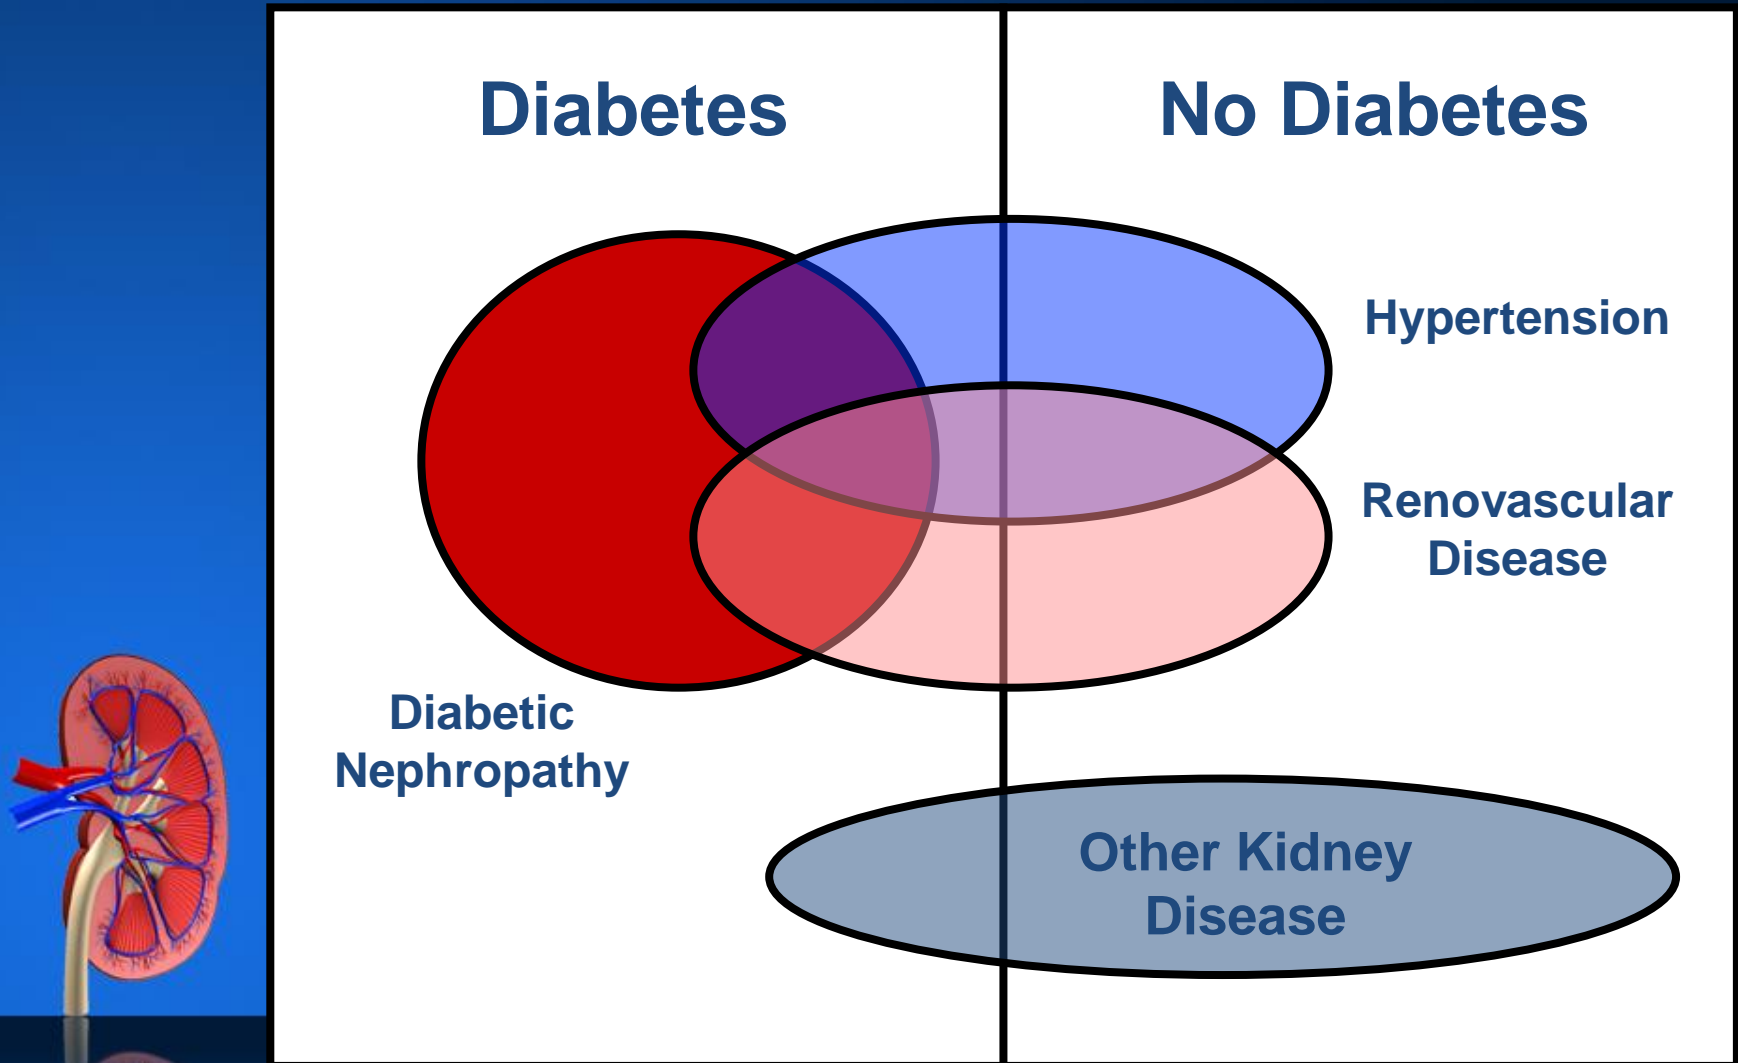 Diabetes
No Diabetes
Hypertension
Renovascular
Disease
Diabetic
Nephropathy
Other Kidney
Disease